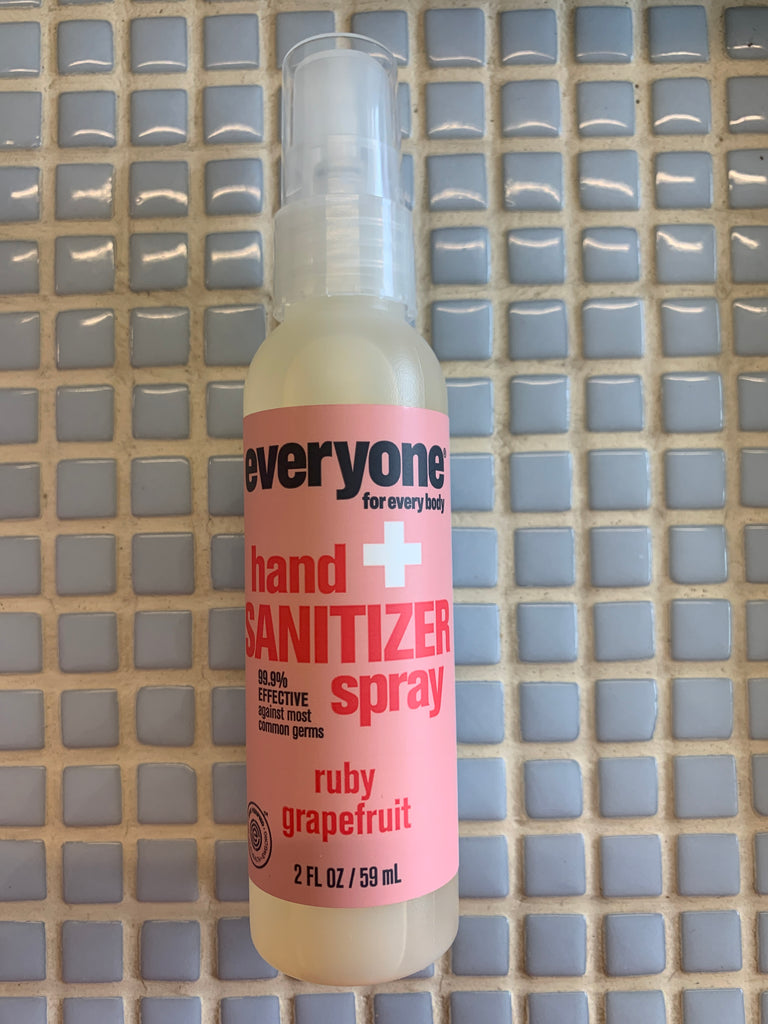 everyone®
for every body
hand
SANITIZER
spray
99.9%
EFFECTIVE
against most
common germs
ruby
grapefruit
2 FL OZ / 59 mL